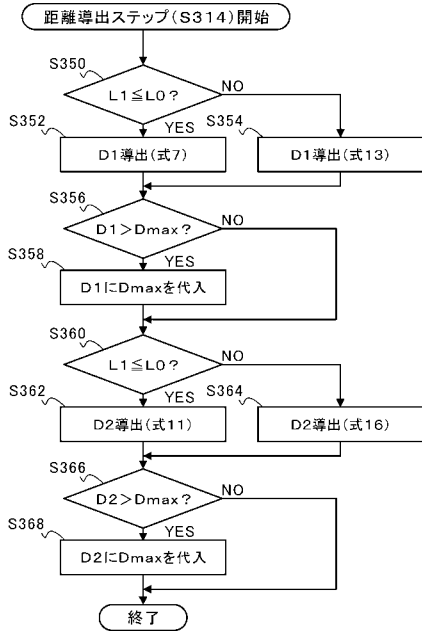 距離導出ステップ(S314)開始
S350
L1≦L0?
NO
YES
S352
S354
D1導出(式7)
D1導出(式13)
S356
D1>Dmax?
NO
YES
S358
D1にDmaxを代入
S360
L1≦L0?
NO
YES
S362
S364
D2導出(式11)
D2導出(式16)
S366
D2>Dmax?
NO
YES
S368
D2にDmaxを代入
終了